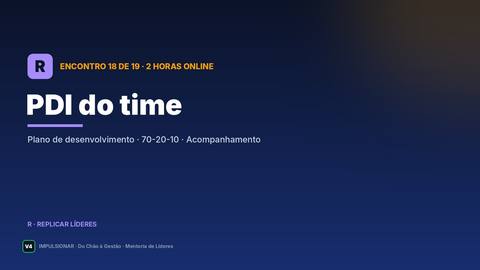 R
ENCONTRO 18 DE 19 · 2 HORAS ONLINE
PDI do time
Plano de desenvolvimento · 70-20-10 · Acompanhamento
R · REPLICAR LÍDERES
V4 IMPULSIONAR · Do Chão à Gestão · Mentoria de Líderes